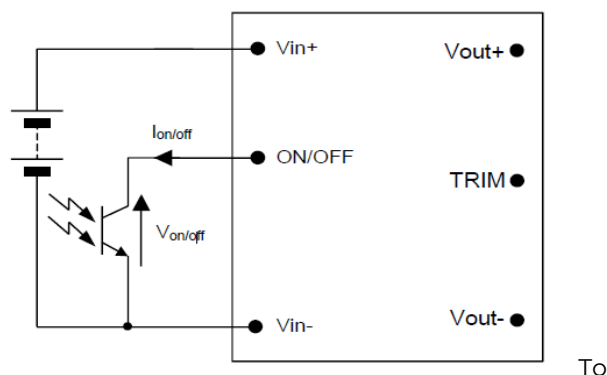 Vin+
Vout+
Ion/off
ON/OFF
TRIM
Von/off
Vin-
Vout-
To